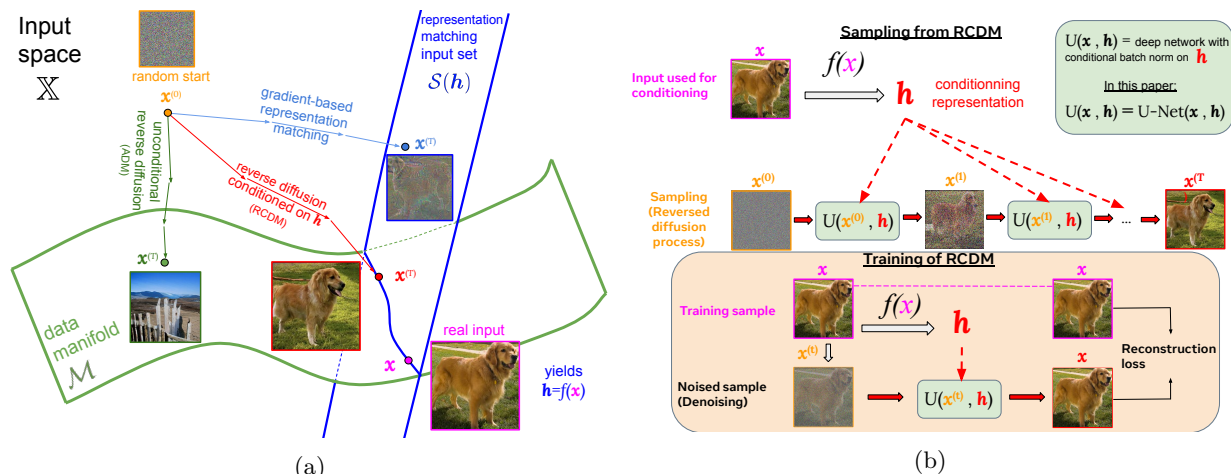 Input
space
𝕏
random start
x⁽⁰⁾
unconditional
reverse diffusion
(ADM)
gradient-based
representation
matching
x⁽ᵀ⁾
representation
matching
input set
S(h)
reverse diffusion
conditioned on h
(RCDM)
x⁽ᵀ⁾
x⁽ᵀ⁾
data
manifold
M
real input
x
yields
h=f(x)
(a)
Sampling from RCDM
Input used for
conditioning
x
f(x)
h
conditionning
representation
U(x , h) = deep network with
conditional batch norm on h
In this paper:
U(x , h) = U-Net(x , h)
Sampling
(Reversed
diffusion
process)
x⁽⁰⁾
U(x⁽⁰⁾ , h)
x⁽¹⁾
U(x⁽¹⁾ , h)
...
x⁽ᵀ
Training of RCDM
Training sample
x
f(x)
h
x
x⁽ᵗ⁾
Noised sample
(Denoising)
U(x⁽ᵗ⁾ , h)
x
Reconstruction
loss
(b)